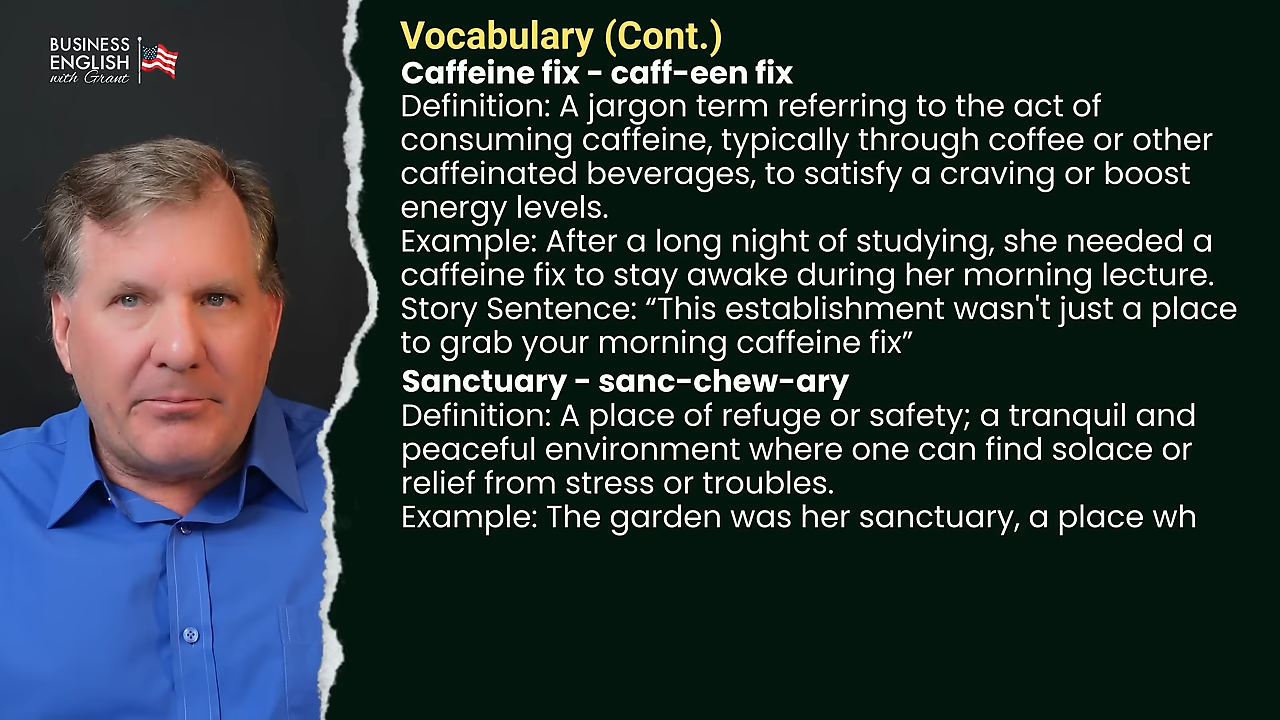 BUSINESS
ENGLISH
with Grant
Vocabulary (Cont.)
Caffeine fix - caff-een fix
Definition: A jargon term referring to the act of
consuming caffeine, typically through coffee or other
caffeinated beverages, to satisfy a craving or boost
energy levels.
Example: After a long night of studying, she needed a
caffeine fix to stay awake during her morning lecture.
Story Sentence: “This establishment wasn't just a place
to grab your morning caffeine fix”
Sanctuary - sanc-chew-ary
Definition: A place of refuge or safety; a tranquil and
peaceful environment where one can find solace or
relief from stress or troubles.
Example: The garden was her sanctuary, a place wh